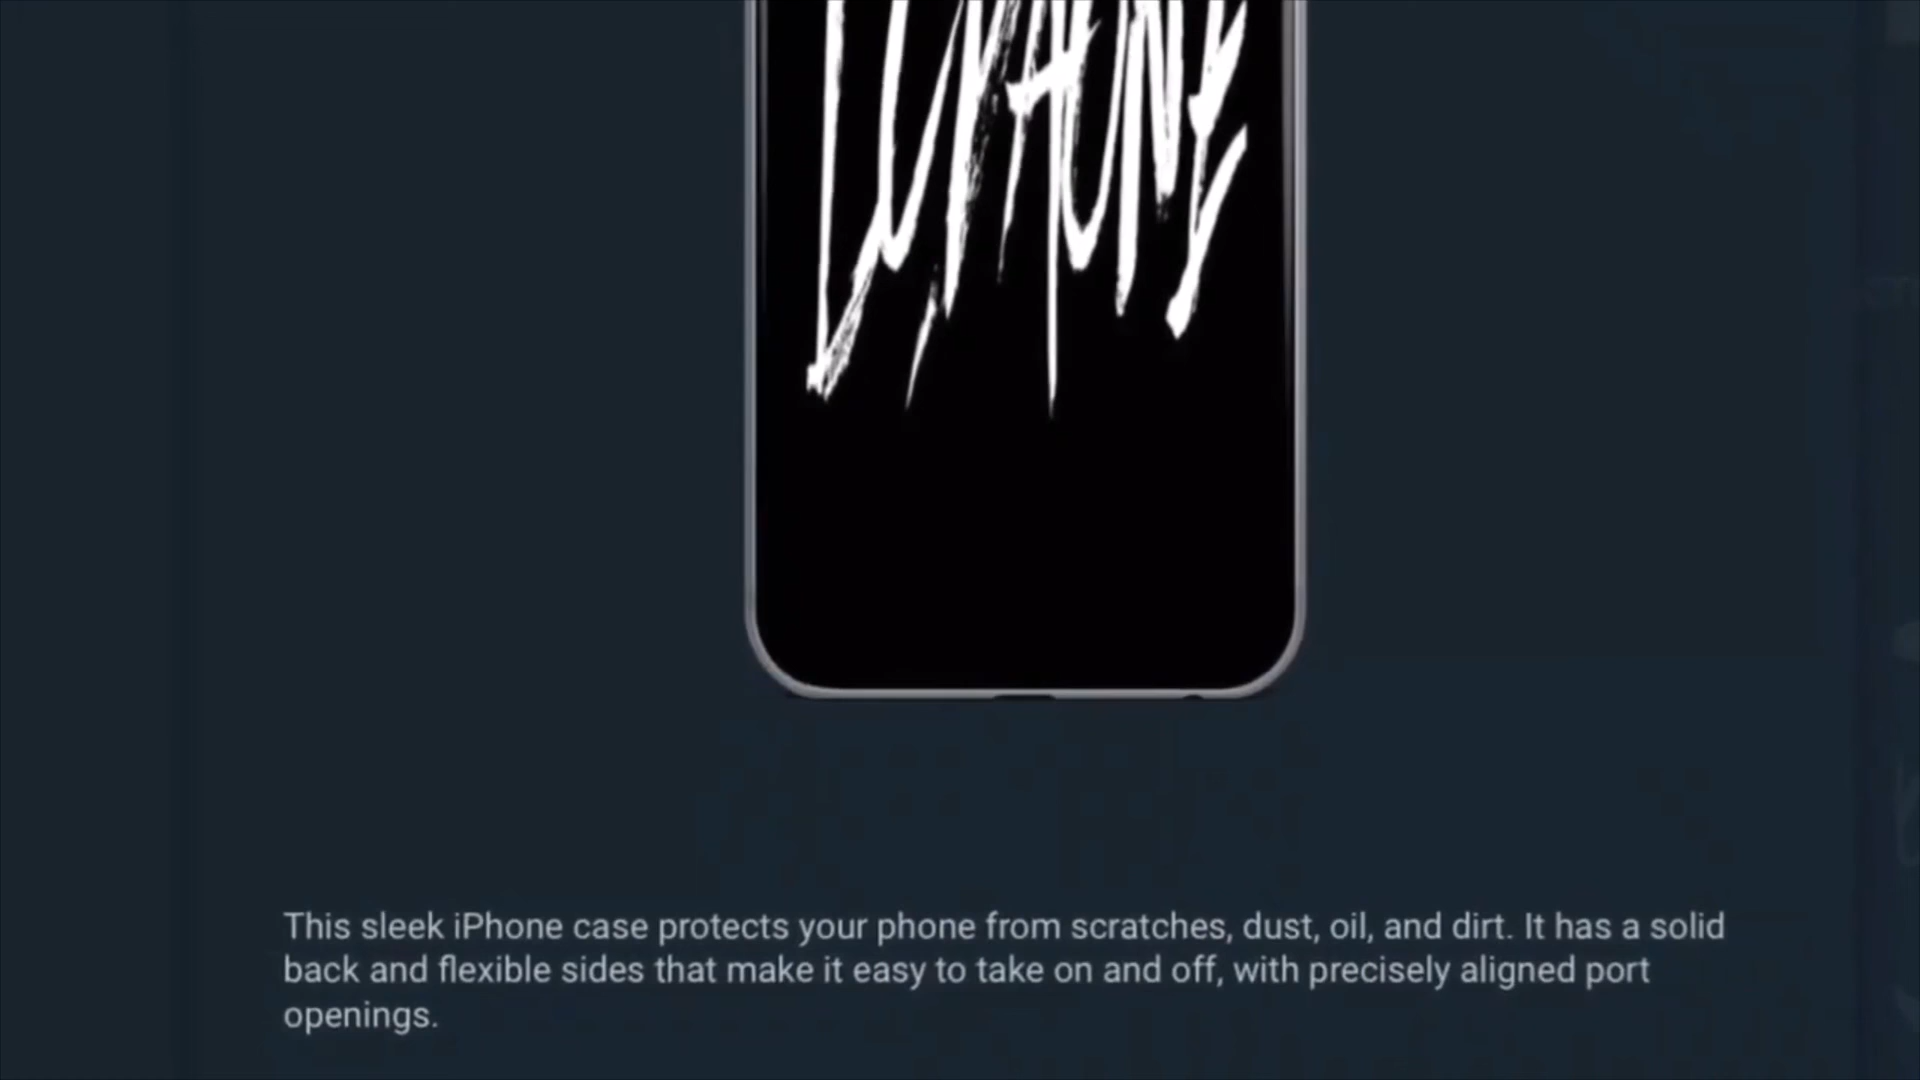 This sleek iPhone case protects your phone from scratches, dust, oil, and dirt. It has a solid
back and flexible sides that make it easy to take on and off, with precisely aligned port
openings.